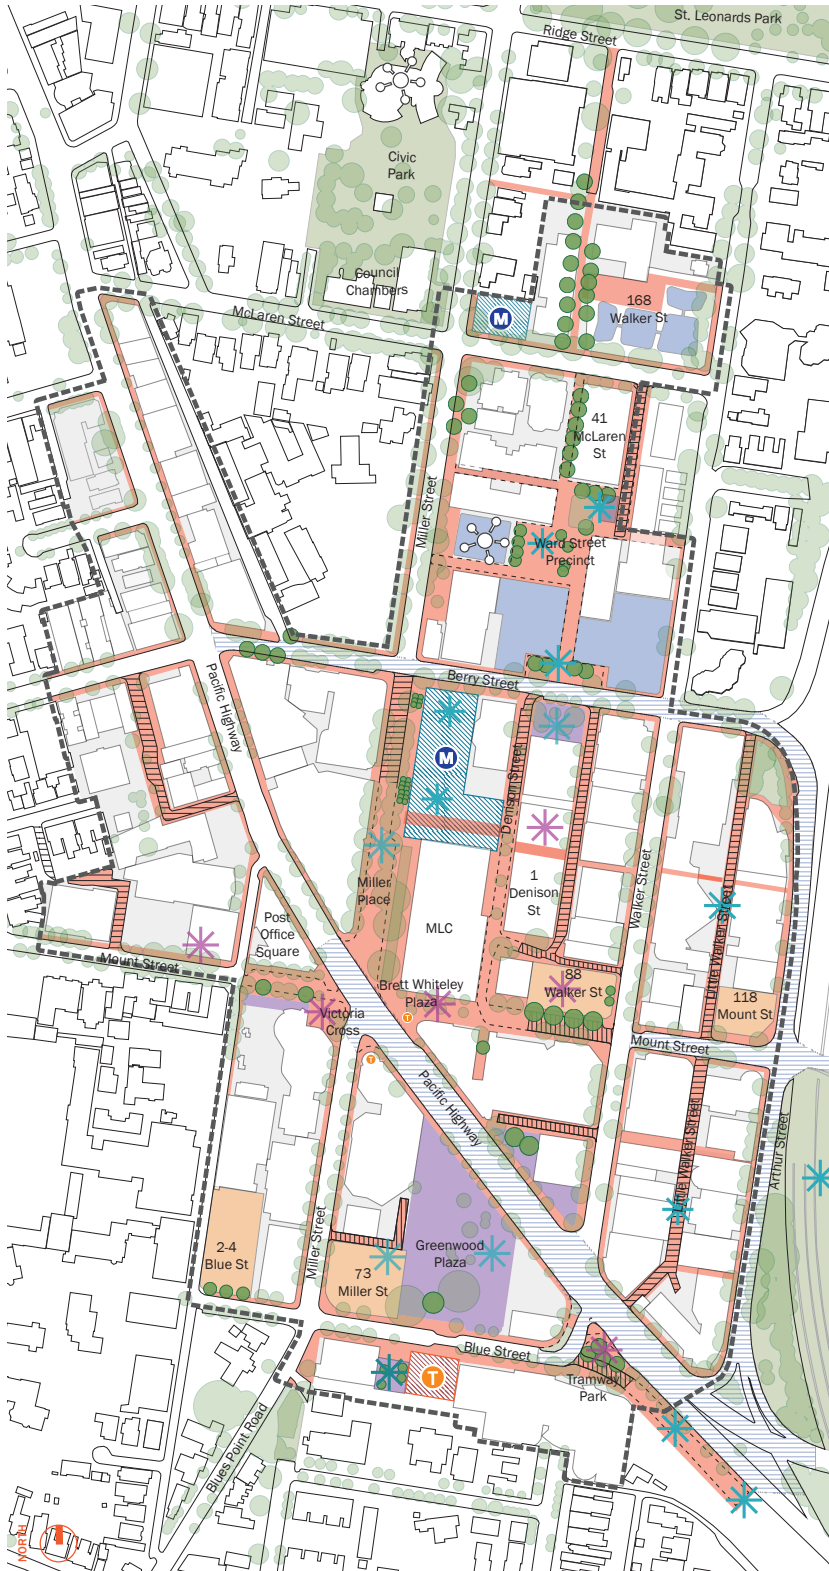 St. Leonards Park
Ridge Street
Civic
Park
Council
Chambers
McLaren Street
M
168
Walker St
41
McLaren
St
Miller Street
Ward Street
Precinct
Berry Street
Pacific Highway
M
Denison Street
1
Denison
St
Walker Street
Miller
Place
MLC
Post
Office
Square
Little Walker Street
Mount Street
Brett Whiteley
Plaza
88
Walker St
118
Mount St
Victoria
Cross
T
T
Mount Street
Pacific Highway
Arthur Street
Little Walker Street
Miller Street
2-4
Blue St
Greenwood
Plaza
73
Miller St
Blue Street
T
Tramway
Park
Blues Point Road
NORTH